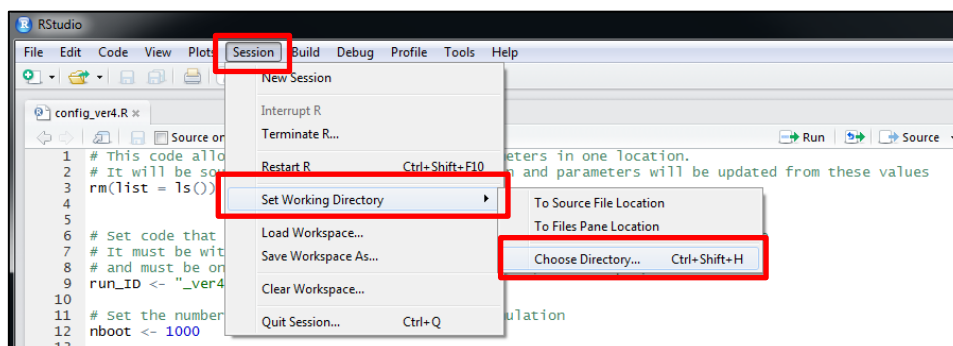 RStudio
File Edit Code View Plots Session Build Debug Profile Tools Help
config_ver4.R ×
Source on Run Source
New Session
Interrupt R
Terminate R...
Restart R Ctrl+Shift+F10
Set Working Directory
Load Workspace...
Save Workspace As...
Clear Workspace...
Quit Session... Ctrl+Q
To Source File Location
To Files Pane Location
Choose Directory... Ctrl+Shift+H
1 # This code allo eters in one location.
2 # It will be sou n and parameters will be updated from these values
3 rm(list = ls())
4
5
6 # Set code that
7 # It must be wit
8 # and must be on
9 run_ID <- "_ver4
10
11 # Set the number ulation
12 nboot <- 1000